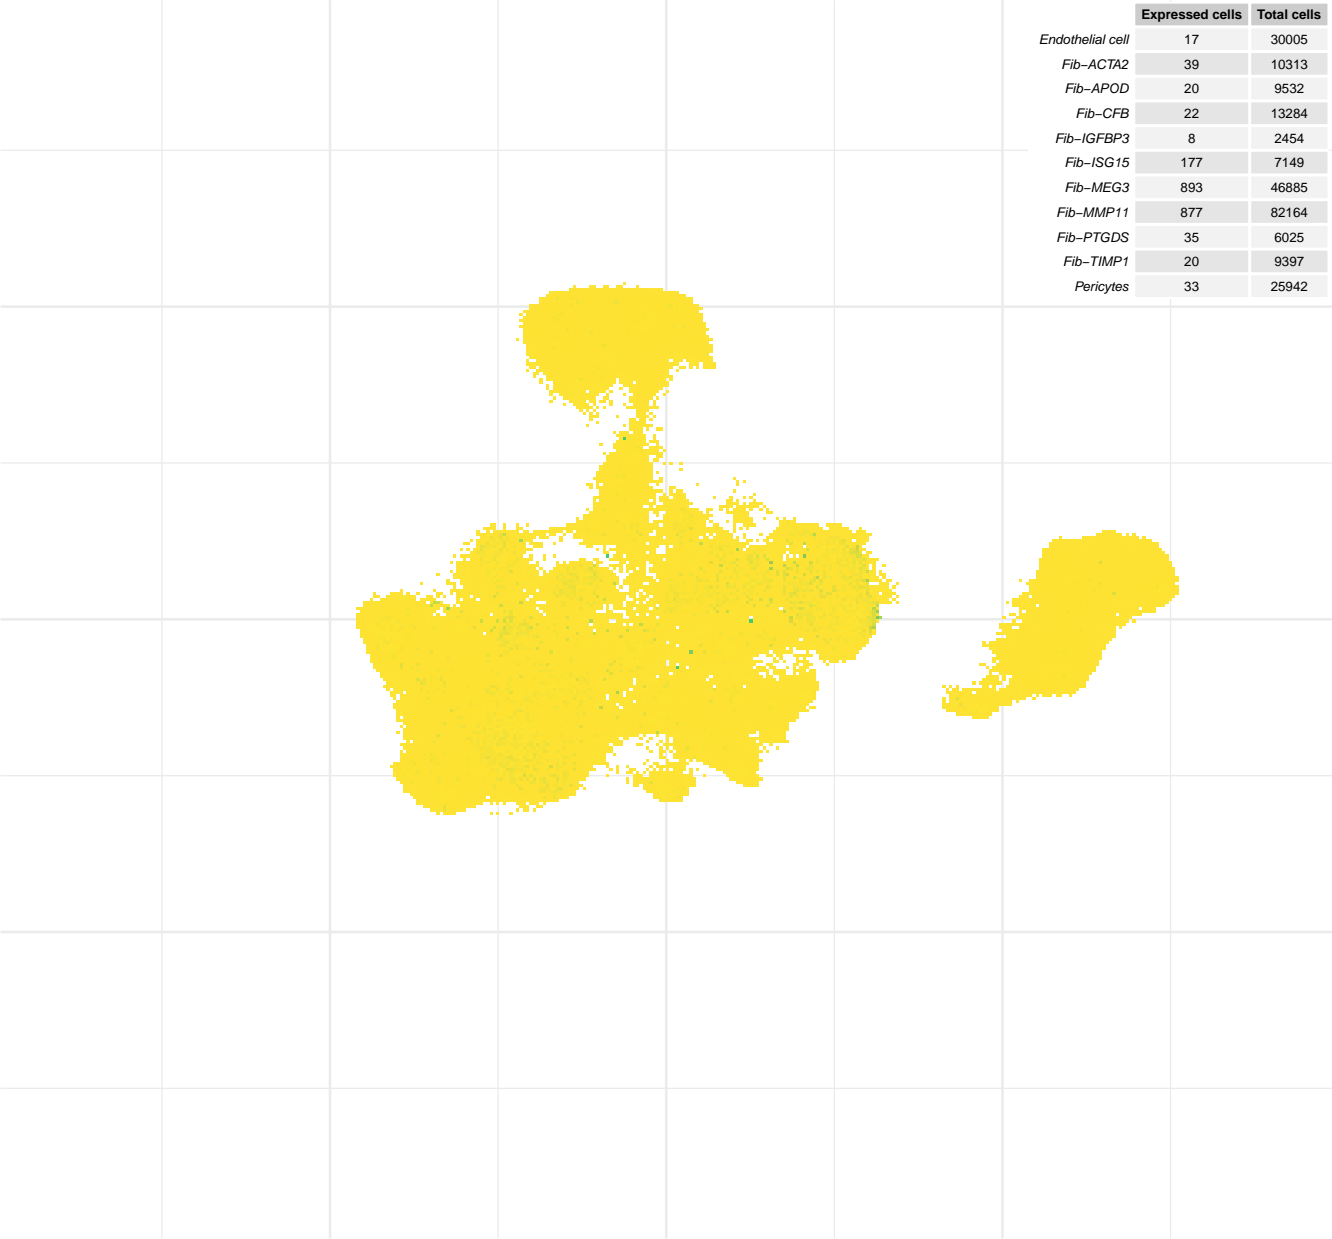 Expressed cells Total cells
Endothelial cell 17 30005
Fib−ACTA2 39 10313
Fib−APOD 20 9532
Fib−CFB 22 13284
Fib−IGFBP3 8 2454
Fib−ISG15 177 7149
Fib−MEG3 893 46885
Fib−MMP11 877 82164
Fib−PTGDS 35 6025
Fib−TIMP1 20 9397
Pericytes 33 25942